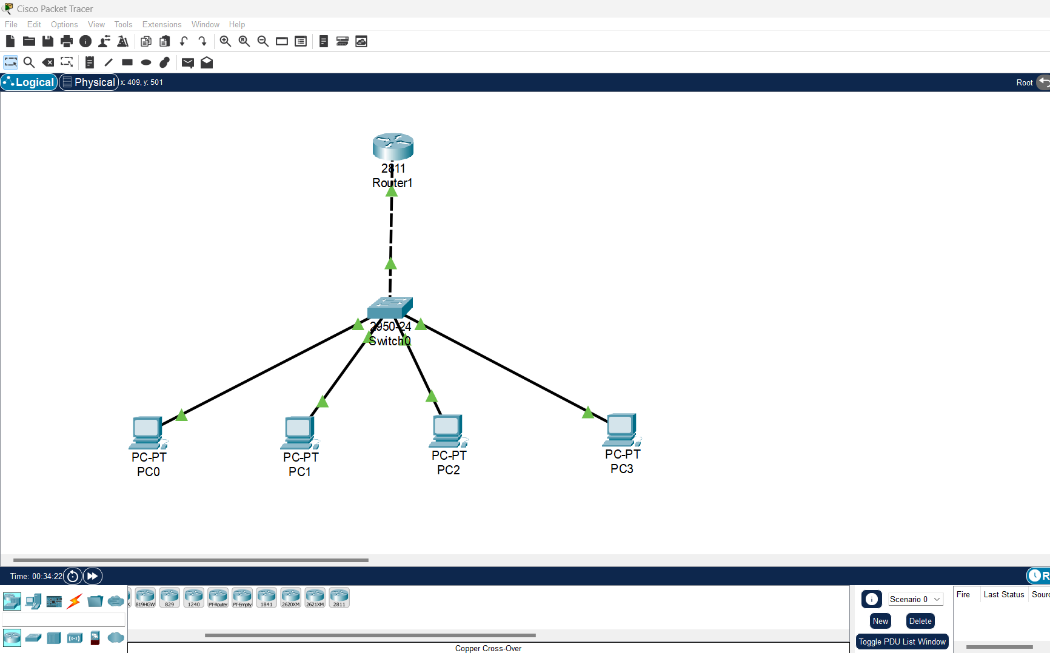 Cisco Packet Tracer
File Edit Options View Tools Extensions Window Help
Logical Physical x: 409, y: 501 Root
2811
Router1
2950-24
Switch0
PC-PT
PC0
PC-PT
PC1
PC-PT
PC2
PC-PT
PC3
Time: 00:34:22 R
819HGW 829 1240 PT-Router PT-Empty 1841 2620XM 2621XM 2811
Scenario 0
New Delete
Toggle PDU List Window
Fire Last Status Sourc
Copper Cross-Over